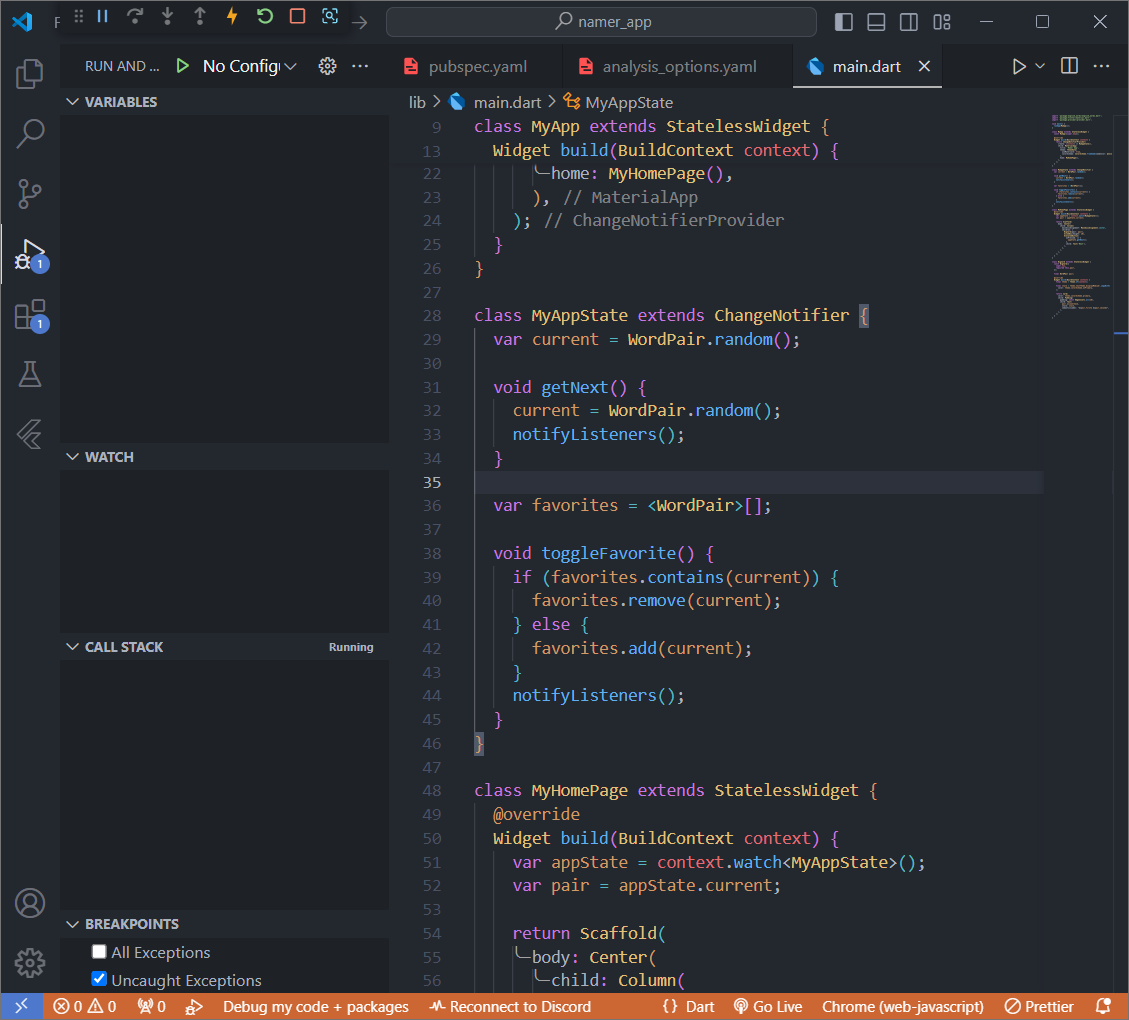 F
namer_app
RUN AND ...
No Config
pubspec.yaml
analysis_options.yaml
main.dart
VARIABLES
lib > main.dart > MyAppState
9 class MyApp extends StatelessWidget {
13 Widget build(BuildContext context) {
22 home: MyHomePage(),
23 ), // MaterialApp
24 ); // ChangeNotifierProvider
25 }
26 }
27
28 class MyAppState extends ChangeNotifier {
29 var current = WordPair.random();
30
31 void getNext() {
32 current = WordPair.random();
33 notifyListeners();
34 }
35
36 var favorites = <WordPair>[];
37
38 void toggleFavorite() {
39 if (favorites.contains(current)) {
40 favorites.remove(current);
41 } else {
42 favorites.add(current);
43 }
44 notifyListeners();
45 }
46 }
47
48 class MyHomePage extends StatelessWidget {
49 @override
50 Widget build(BuildContext context) {
51 var appState = context.watch<MyAppState>();
52 var pair = appState.current;
53
54 return Scaffold(
55 body: Center(
56 child: Column(
1
1
WATCH
CALL STACK
Running
BREAKPOINTS
All Exceptions
Uncaught Exceptions
0 0 0 Debug my code + packages Reconnect to Discord {} Dart Go Live Chrome (web-javascript) Prettier